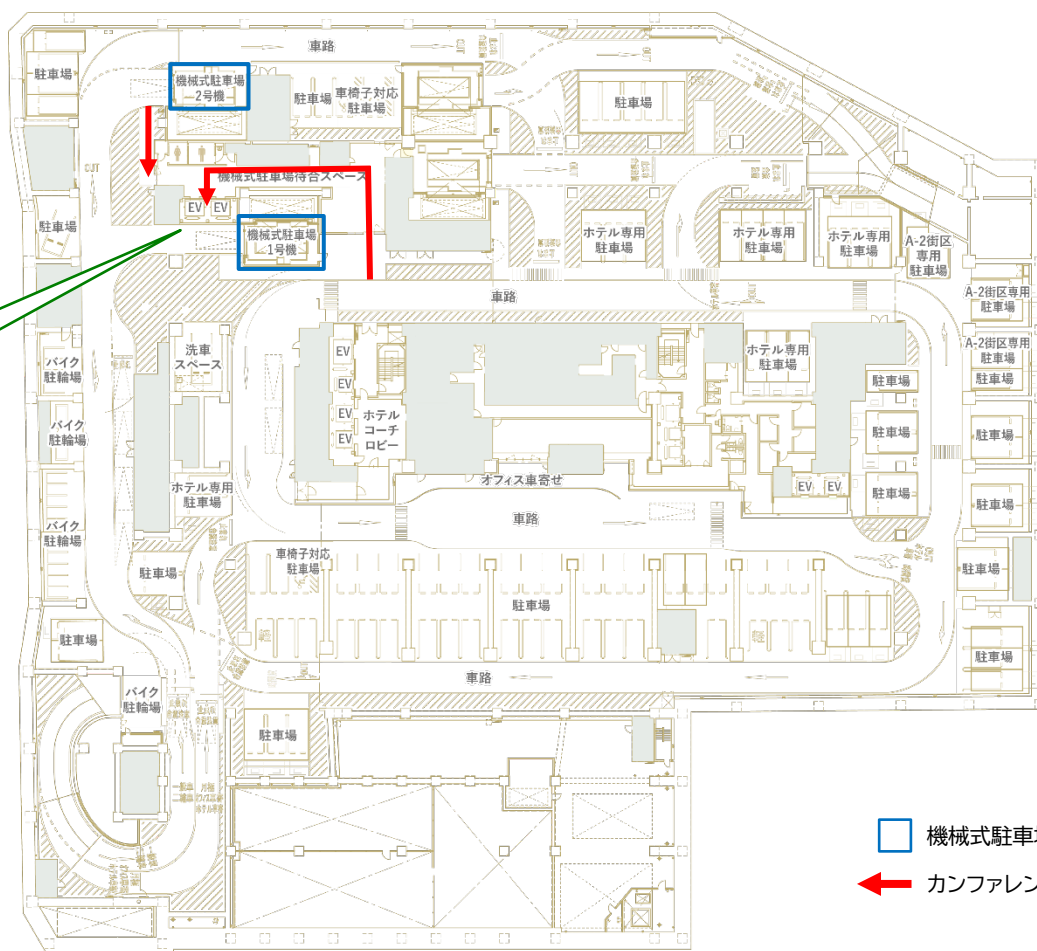 車路
駐車場
機械式駐車場
2号機
駐車場
車椅子対応
駐車場
駐車場
OUT
機械式駐車場待合スペース
EV
EV
機械式駐車場
1号機
駐車場
ホテル専用
駐車場
ホテル専用
駐車場
ホテル専用
駐車場
A-2街区
専用
駐車場
A-2街区専用
駐車場
車路
A-2街区専用
駐車場
駐車場
洗車
スペース
バイク
駐輪場
EV
EV
EV
EV
ホテル
コーチ
ロビー
ホテル専用
駐車場
駐車場
駐車場
駐車場
バイク
駐輪場
オフィス車寄せ
EV
EV
駐車場
駐車場
ホテル専用
駐車場
車路
バイク
駐輪場
車椅子対応
駐車場
駐車場
駐車場
駐車場
駐車場
駐車場
車路
バイク
駐輪場
駐車場
機械式駐車
カンファレン